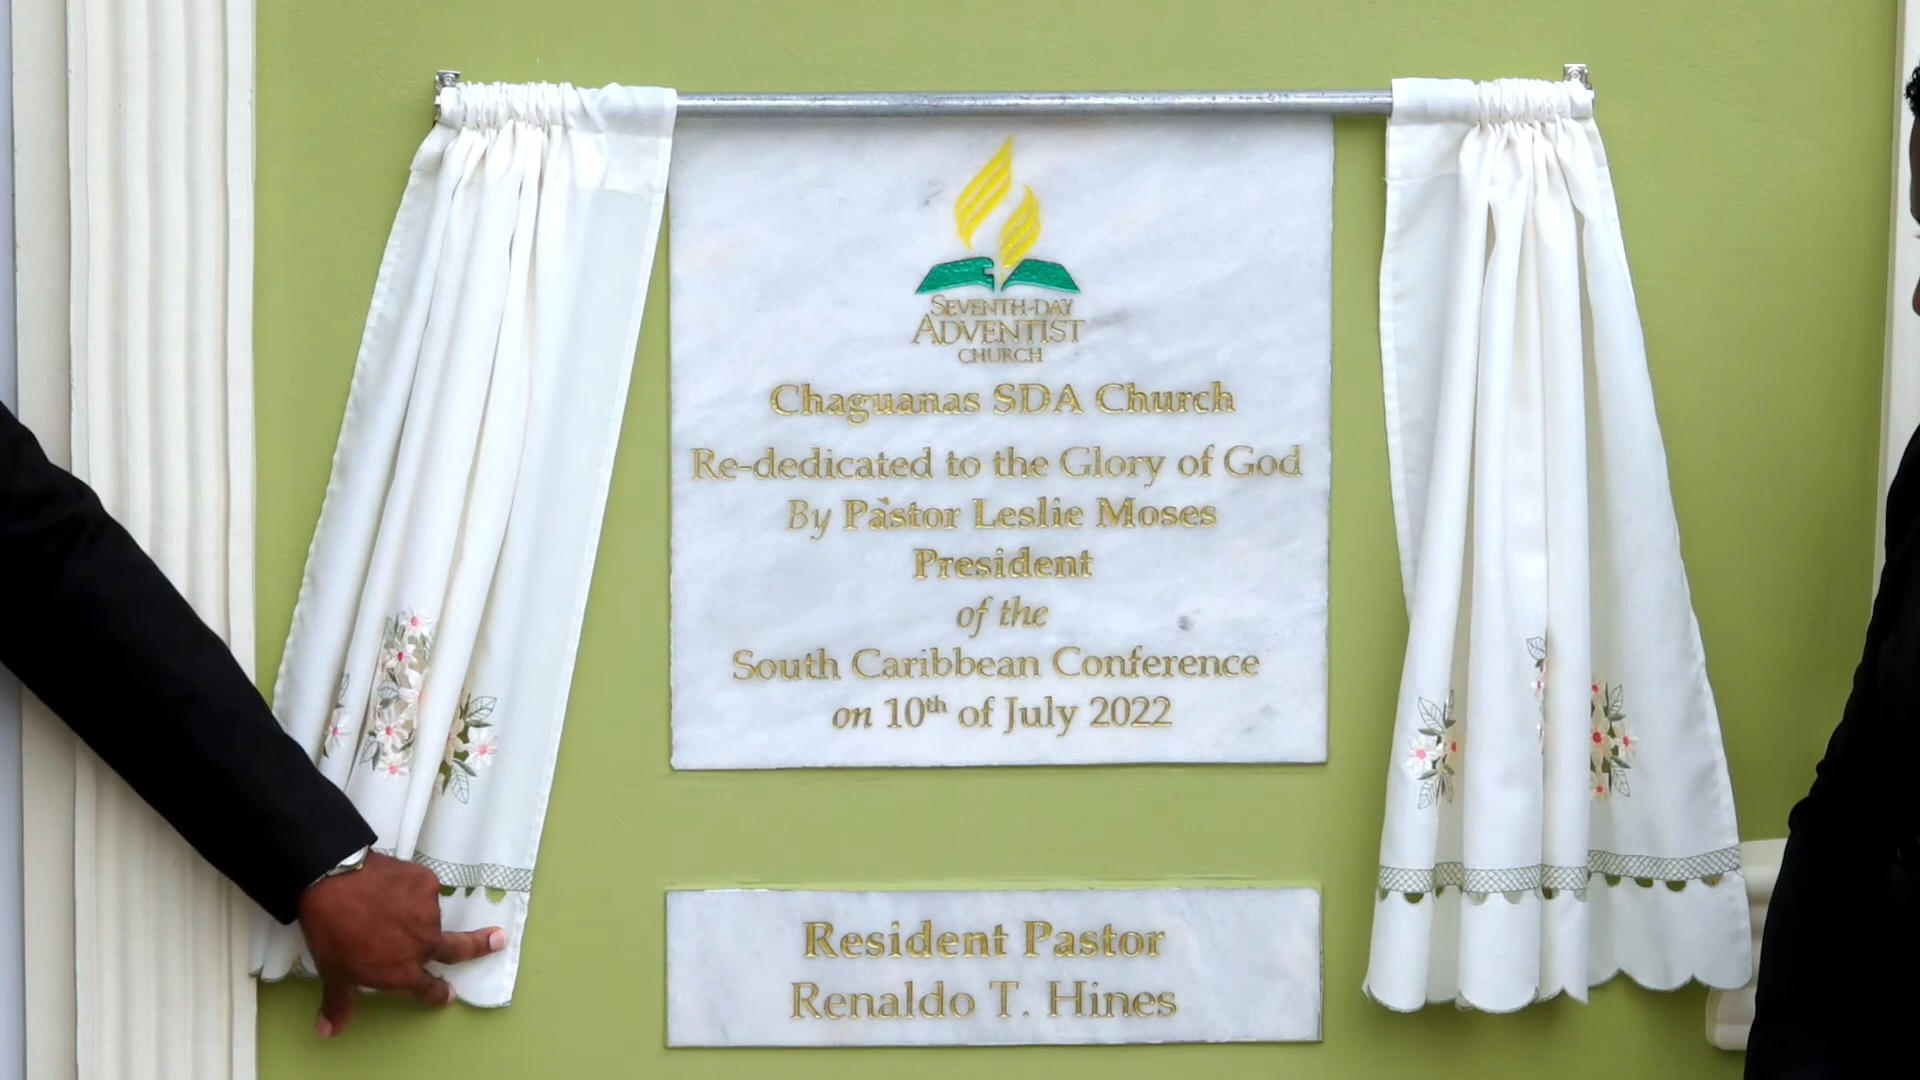 SEVENTH-DAY
ADVENTIST
CHURCH
Chaguanas SDA Church
Re-dedicated to the Glory of God
By Pastor Leslie Moses
President
of the
South Caribbean Conference
on 10th of July 2022
Resident Pastor
Renaldo T. Hines